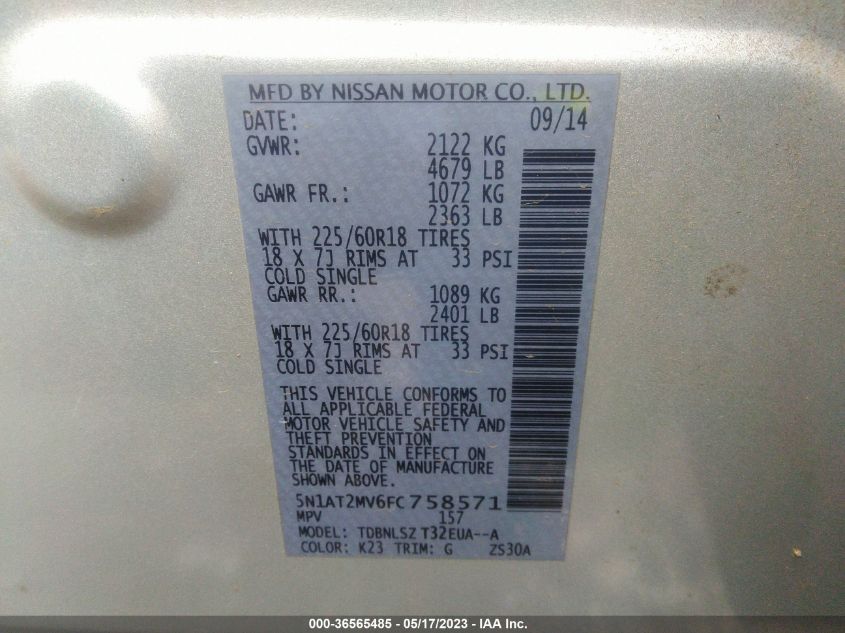 MFD BY NISSAN MOTOR CO., LTD.
DATE: 09/14
GVWR: 2122 KG
4679 LB
GAWR FR.: 1072 KG
2363 LB
WITH 225/60R18 TIRES
18 X 7J RIMS AT 33 PSI
COLD SINGLE
GAWR RR.: 1089 KG
2401 LB
WITH 225/60R18 TIRES
18 X 7J RIMS AT 33 PSI
COLD SINGLE
THIS VEHICLE CONFORMS TO
ALL APPLICABLE FEDERAL
MOTOR VEHICLE SAFETY AND
THEFT PREVENTION
STANDARDS IN EFFECT ON
THE DATE OF MANUFACTURE
SHOWN ABOVE.
5N1AT2MV6FC758571
MPV 157
MODEL: TDBNLSZ T32EUA--A
COLOR: K23 TRIM: G ZS30A
000-36565485 - 05/17/2023 - IAA Inc.